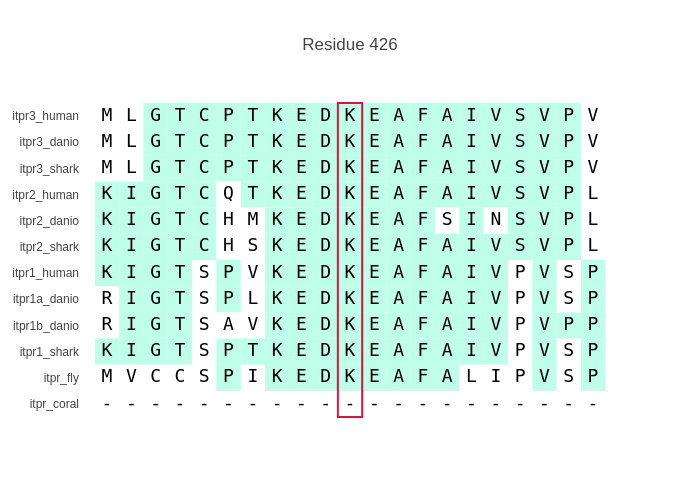 Residue 426
itpr3_human M L G T C P T K E D K E A F A I V S V P V
itpr3_danio M L G T C P T K E D K E A F A I V S V P V
itpr3_shark M L G T C P T K E D K E A F A I V S V P V
itpr2_human K I G T C Q T K E D K E A F A I V S V P L
itpr2_danio K I G T C H M K E D K E A F S I N S V P L
itpr2_shark K I G T C H S K E D K E A F A I V S V P L
itpr1_human K I G T S P V K E D K E A F A I V P V S P
itpr1a_danio R I G T S P L K E D K E A F A I V P V S P
itpr1b_danio R I G T S A V K E D K E A F A I V P V P P
itpr1_shark K I G T S P T K E D K E A F A I V P V S P
itpr_fly M V C C S P I K E D K E A F A L I P V S P
itpr_coral - - - - - - - - - - - - - - - - - - - - -